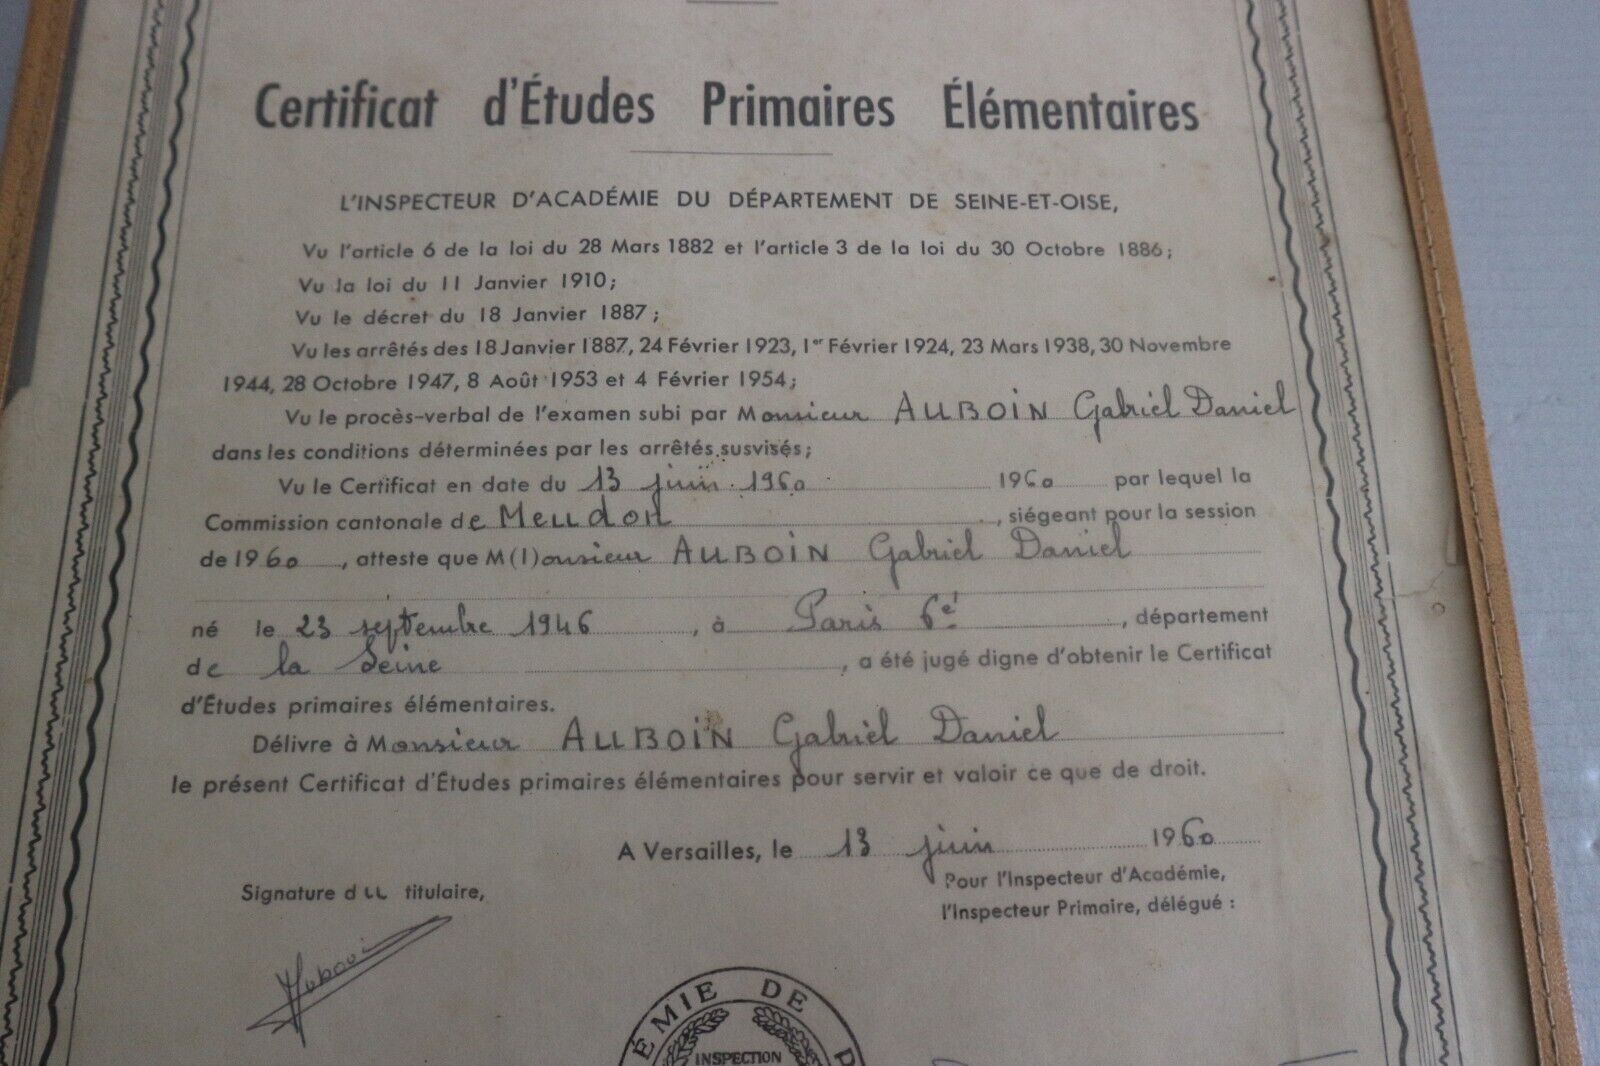 Certificat d'Études Primaires Élémentaires
L'INSPECTEUR D'ACADÉMIE DU DÉPARTEMENT DE SEINE-ET-OISE,
Vu l'article 6 de la loi du 28 Mars 1882 et l'article 3 de la loi du 30 Octobre 1886;
Vu la loi du 11 Janvier 1910;
Vu le décret du 18 Janvier 1887;
Vu les arrêtés des 18 Janvier 1887, 24 Février 1923, 1er Février 1924, 23 Mars 1938, 30 Novembre
1944, 28 Octobre 1947, 8 Août 1953 et 4 Février 1954;
Vu le procès-verbal de l'examen subi par Monsieur AUBOIN Gabriel Daniel
dans les conditions déterminées par les arrêtés susvisés;
Vu le Certificat en date du 13 juin 1960 1960 par lequel la
Commission cantonale de Meudon, siégeant pour la session
de 1960, atteste que M(1)onsieur AUBOIN Gabriel Daniel
né le 23 septembre 1946, à Paris 6e, département
de la Seine, a été jugé digne d'obtenir le Certificat
d'Études primaires élémentaires.
Délivre à Monsieur AUBOIN Gabriel Daniel
le présent Certificat d'Études primaires élémentaires pour servir et valoir ce que de droit.
A Versailles, le 13 juin 1960
Pour l'Inspecteur d'Académie,
l'Inspecteur Primaire, délégué :
Signature du titulaire,
Auboin
ÉMIE DE P
INSPECTION